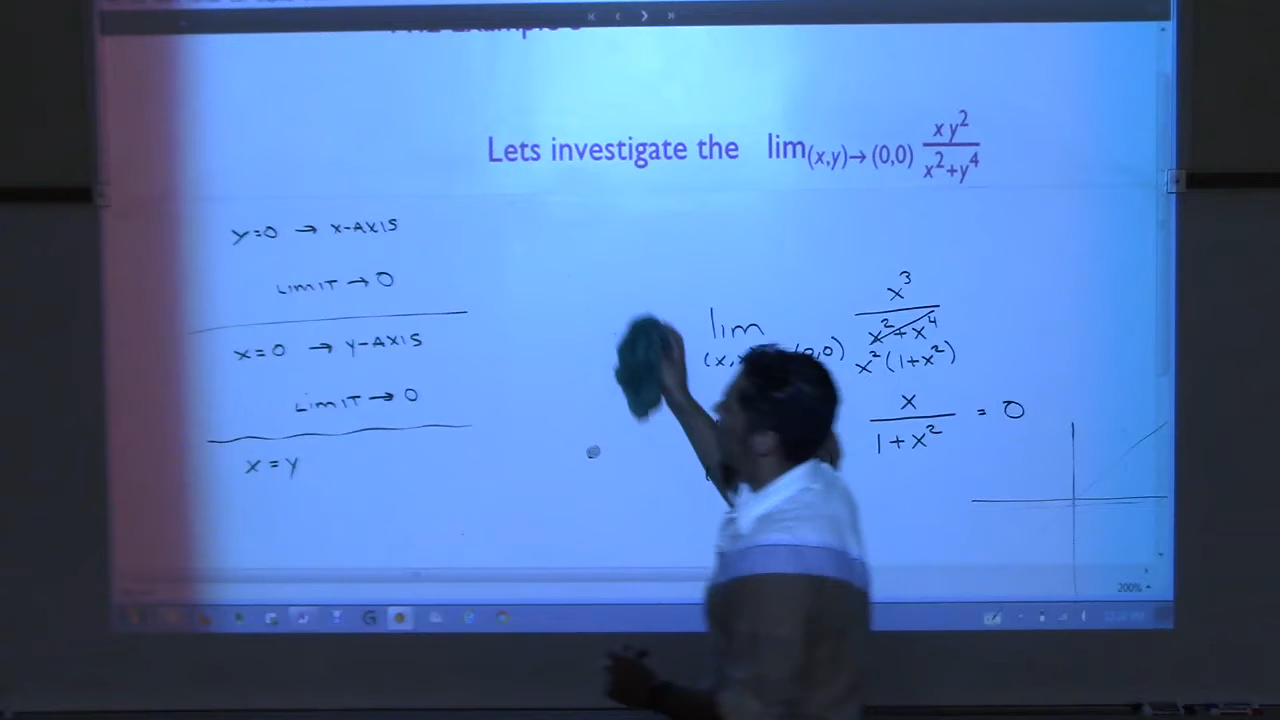 Lets investigate the lim(x,y)→(0,0) xy²/x²+y⁴
y=0 → x-AXIS
LIMIT → 0
x=0 → y-AXIS
LIMIT → 0
x=y
lim
x³
x²+x⁴
x²(1+x²)
x
1+x²
= 0
200%